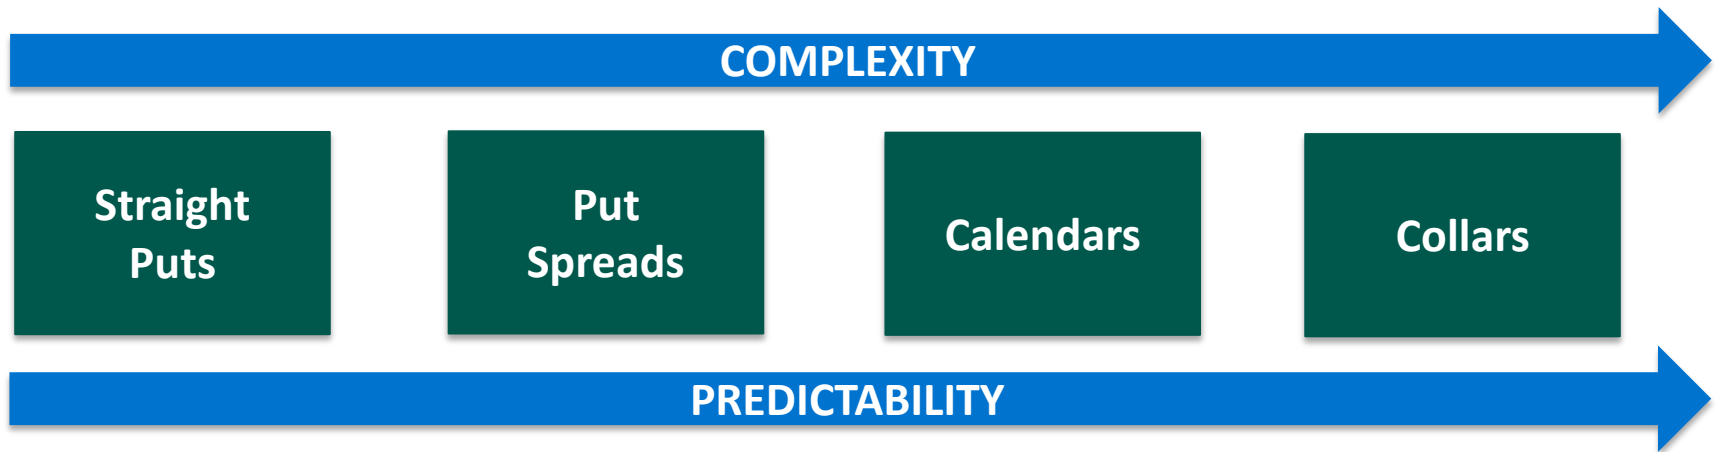 COMPLEXITY
Straight
Puts
Put
Spreads
Calendars
Collars
PREDICTABILITY